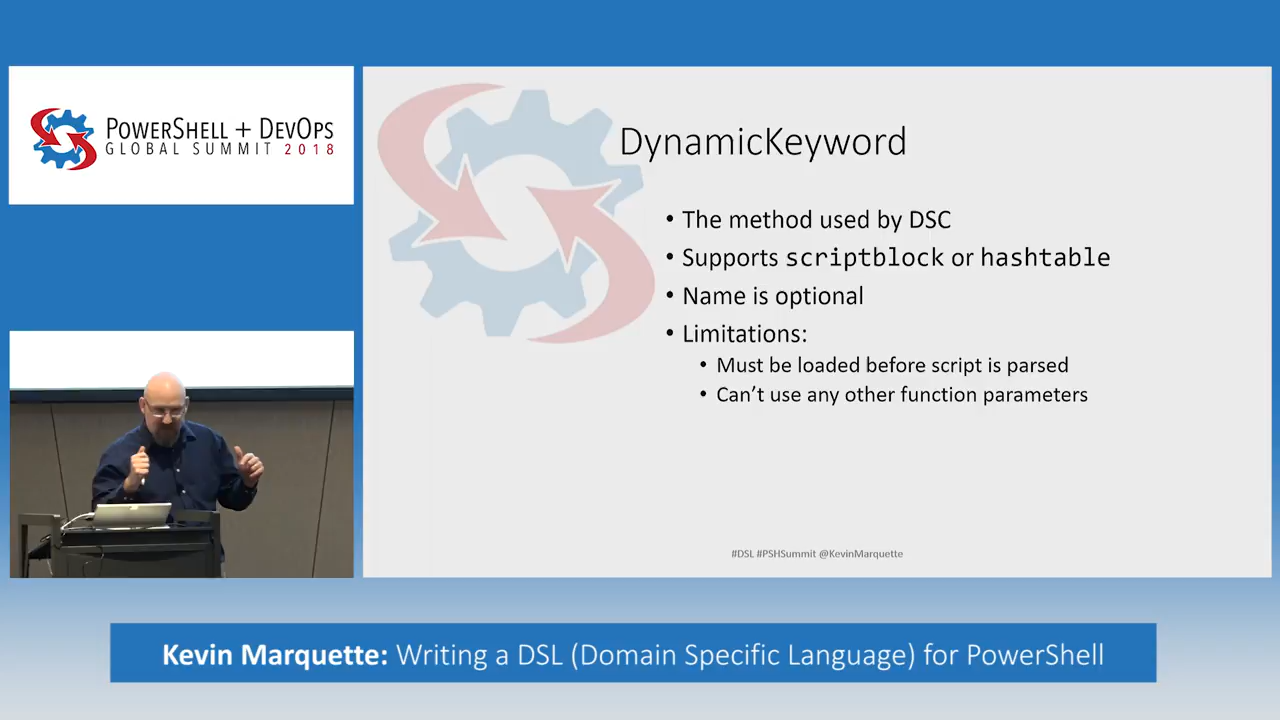 POWERSHELL + DEVOPS
GLOBAL SUMMIT 2018
DynamicKeyword
• The method used by DSC
• Supports scriptblock or hashtable
• Name is optional
• Limitations:
• Must be loaded before script is parsed
• Can’t use any other function parameters
#DSL #PSHSummit @KevinMarquette
Kevin Marquette: Writing a DSL (Domain Specific Language) for PowerShell